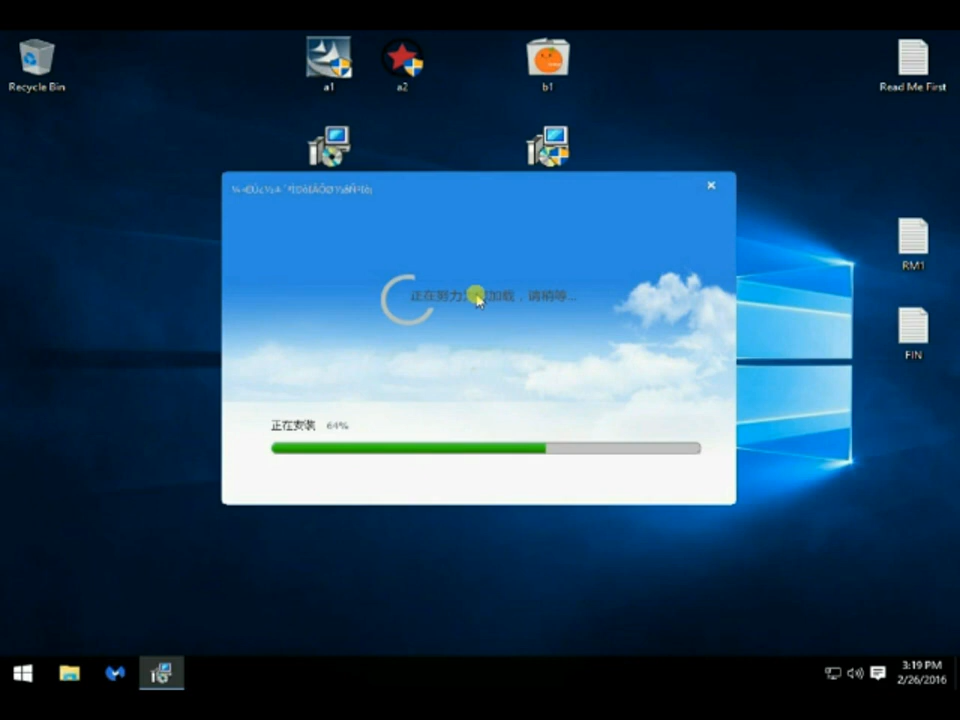 Recycle Bin
a1
a2
b1
Read Me First
正在努力
加载，请稍等...
RM1
FIN
正在安装 64%
3:19 PM
2/26/2016